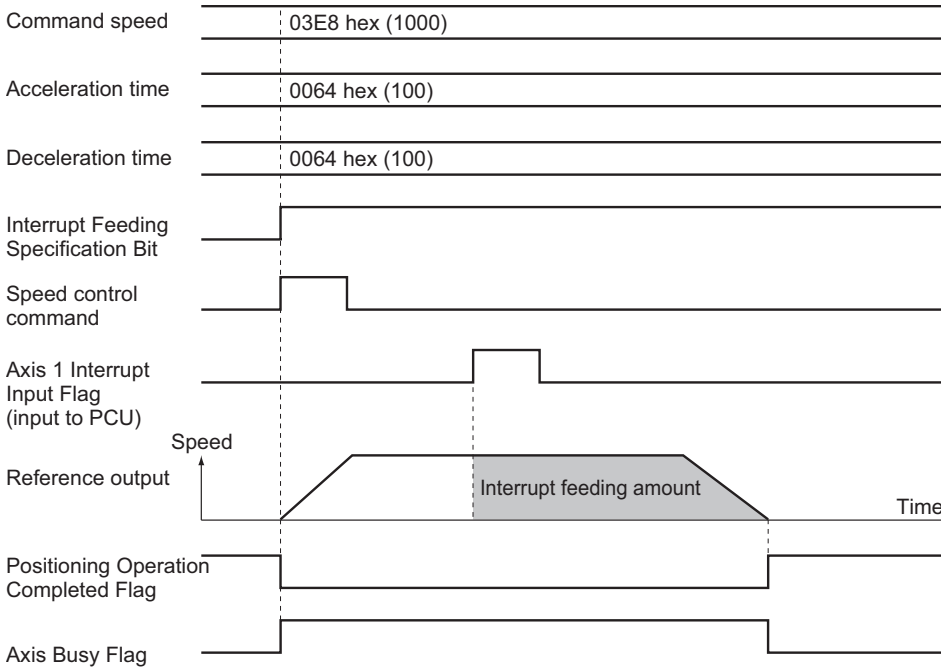 Command speed
03E8 hex (1000)
Acceleration time
0064 hex (100)
Deceleration time
0064 hex (100)
Interrupt Feeding
Specification Bit
Speed control
command
Axis 1 Interrupt
Input Flag
(input to PCU)
Speed
Reference output
Interrupt feeding amount
Time
Positioning Operation
Completed Flag
Axis Busy Flag